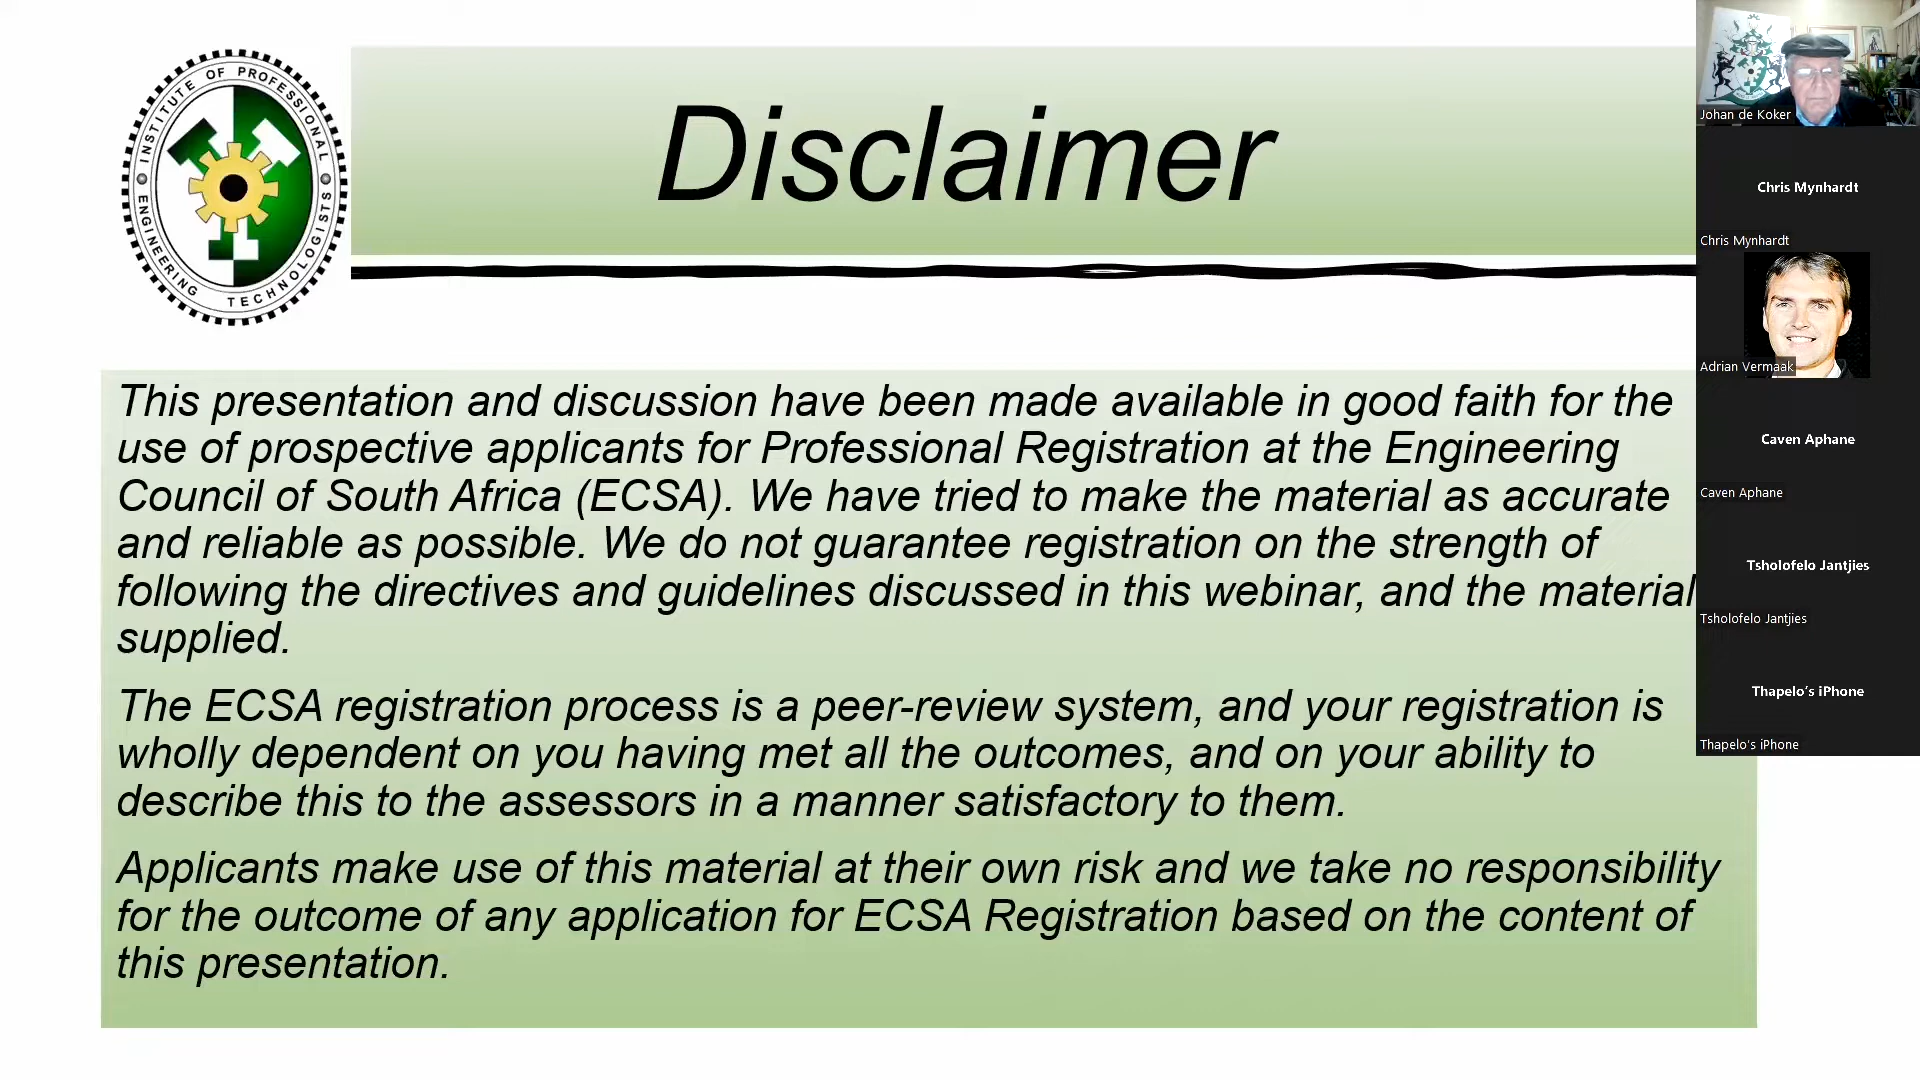 INSTITUTE OF PROFESSIONAL
ENGINEERING TECHNOLOGISTS
Disclaimer
This presentation and discussion have been made available in good faith for the
use of prospective applicants for Professional Registration at the Engineering
Council of South Africa (ECSA). We have tried to make the material as accurate
and reliable as possible. We do not guarantee registration on the strength of
following the directives and guidelines discussed in this webinar, and the material
supplied.
The ECSA registration process is a peer-review system, and your registration is
wholly dependent on you having met all the outcomes, and on your ability to
describe this to the assessors in a manner satisfactory to them.
Applicants make use of this material at their own risk and we take no responsibility
for the outcome of any application for ECSA Registration based on the content of
this presentation.
Johan de Koker
Chris Mynhardt
Chris Mynhardt
Adrian Vermaak
Caven Aphane
Caven Aphane
Tsholofelo Jantjies
Tsholofelo Jantjies
Thapelo's iPhone
Thapelo's iPhone